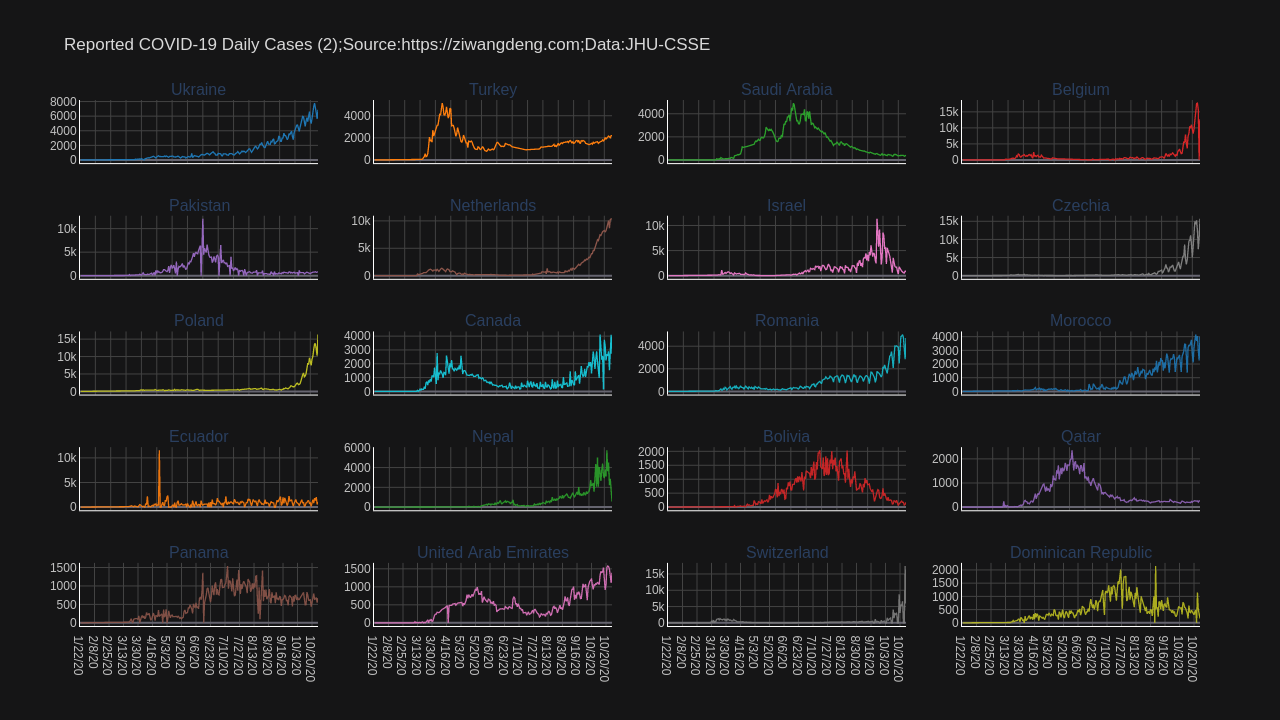 Reported COVID-19 Daily Cases (2);Source:https://ziwangdeng.com;Data:JHU-CSSE
Ukraine
8000
6000
4000
2000
0
Turkey
4000
2000
0
Saudi Arabia
4000
2000
0
Belgium
15k
10k
5k
0
Pakistan
10k
5k
0
Netherlands
10k
5k
0
Israel
10k
5k
0
Czechia
15k
10k
5k
0
Poland
15k
10k
5k
0
Canada
4000
3000
2000
1000
0
Romania
4000
2000
0
Morocco
4000
3000
2000
1000
0
Ecuador
10k
5k
0
Nepal
6000
4000
2000
0
Bolivia
2000
1500
1000
500
0
Qatar
2000
1000
0
Panama
1500
1000
500
0
United Arab Emirates
1500
1000
500
0
Switzerland
15k
10k
5k
0
Dominican Republic
2000
1500
1000
500
0
1/22/20 2/8/20 2/25/20 3/13/20 3/30/20 4/16/20 5/3/20 5/20/20 6/6/20 6/23/20 7/10/20 7/27/20 8/13/20 8/30/20 9/16/20 10/3/20 10/20/20
1/22/20 2/8/20 2/25/20 3/13/20 3/30/20 4/16/20 5/3/20 5/20/20 6/6/20 6/23/20 7/10/20 7/27/20 8/13/20 8/30/20 9/16/20 10/3/20 10/20/20
1/22/20 2/8/20 2/25/20 3/13/20 3/30/20 4/16/20 5/3/20 5/20/20 6/6/20 6/23/20 7/10/20 7/27/20 8/13/20 8/30/20 9/16/20 10/3/20 10/20/20
1/22/20 2/8/20 2/25/20 3/13/20 3/30/20 4/16/20 5/3/20 5/20/20 6/6/20 6/23/20 7/10/20 7/27/20 8/13/20 8/30/20 9/16/20 10/3/20 10/20/20